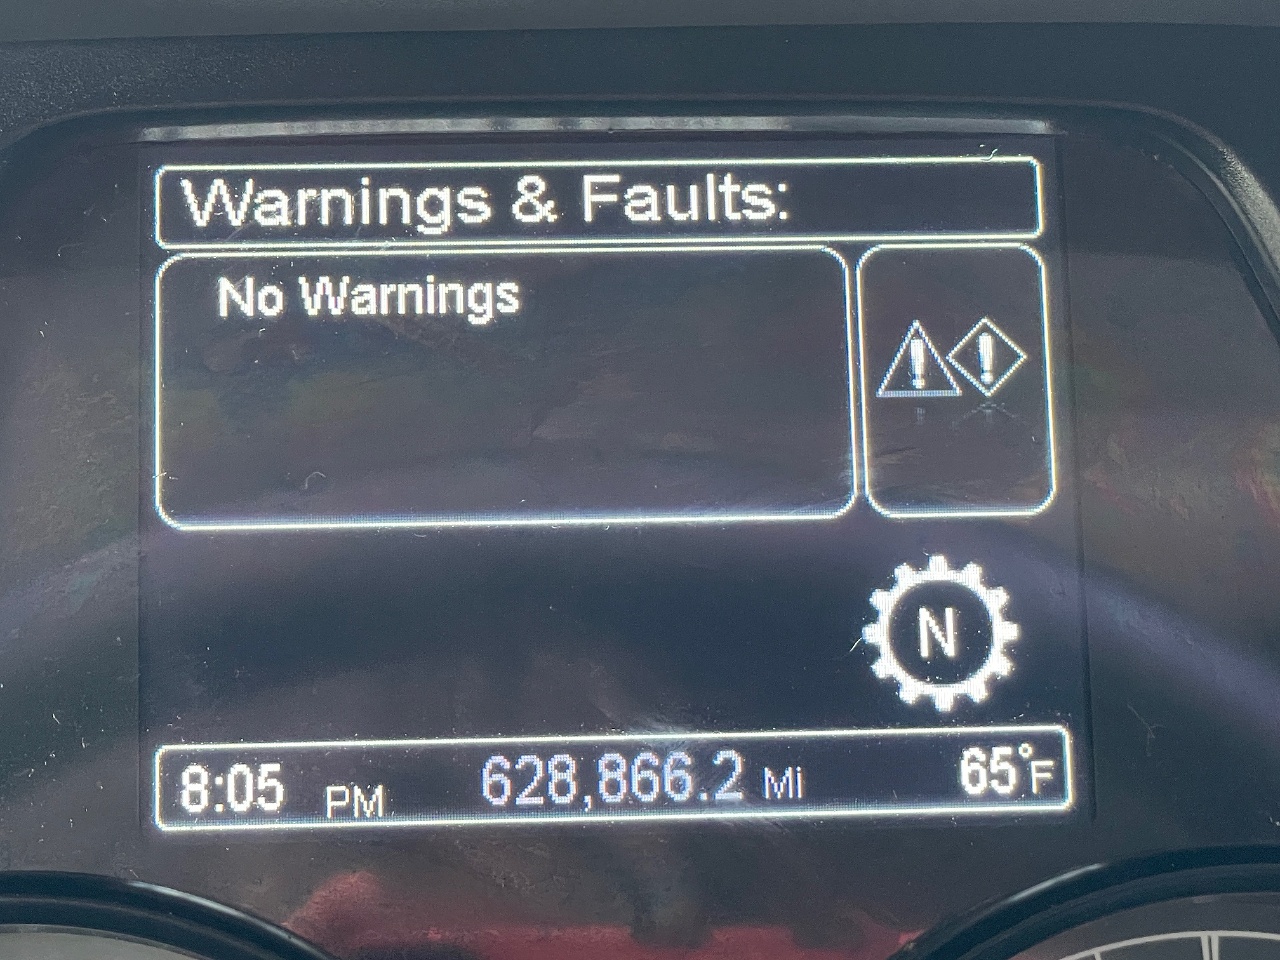 Warnings & Faults:
No Warnings
N
8:05 PM 628,866.2 Mi 65°F